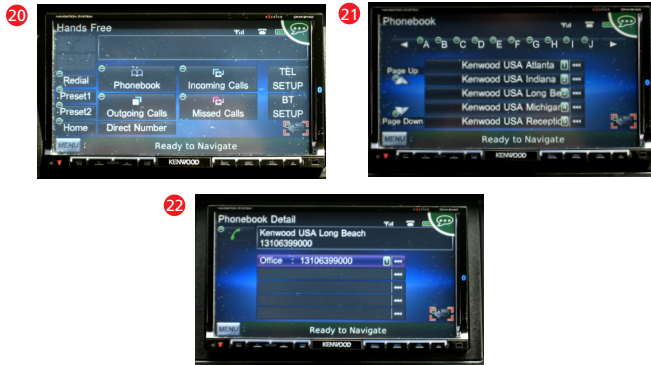 20
Hands Free
Redial
Phonebook
Incoming Calls
TEL
SETUP
Preset1
Preset2
Outgoing Calls
Missed Calls
BT
SETUP
Home
Direct Number
MENU
Ready to Navigate
KENWOOD
21
Phonebook
A B C D E F G H I J
Page Up
Kenwood USA Atlanta
Kenwood USA Indiana
Kenwood USA Long Be
Kenwood USA Michigan
Page Down
Kenwood USA Receptio
MENU
Ready to Navigate
KENWOOD
22
Phonebook Detail
Kenwood USA Long Beach
13106399000
Office : 13106399000
MENU
Ready to Navigate
KENWOOD